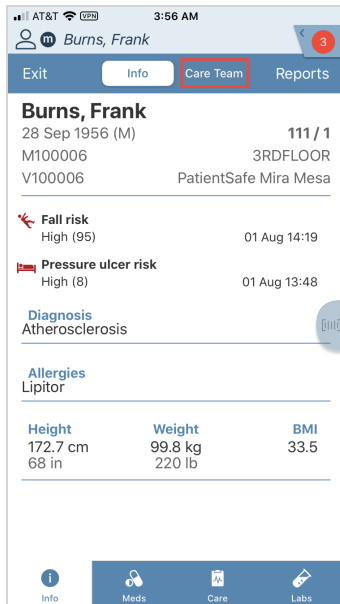 AT&T VPN 3:56 AM
m Burns, Frank 3
Exit Info Care Team Reports
Burns, Frank
28 Sep 1956 (M) 111 / 1
M100006 3RDFLOOR
V100006 PatientSafe Mira Mesa
Fall risk
High (95) 01 Aug 14:19
Pressure ulcer risk
High (8) 01 Aug 13:48
Diagnosis
Atherosclerosis
Allergies
Lipitor
Height Weight BMI
172.7 cm 99.8 kg 33.5
68 in 220 lb
Info Meds Care Labs